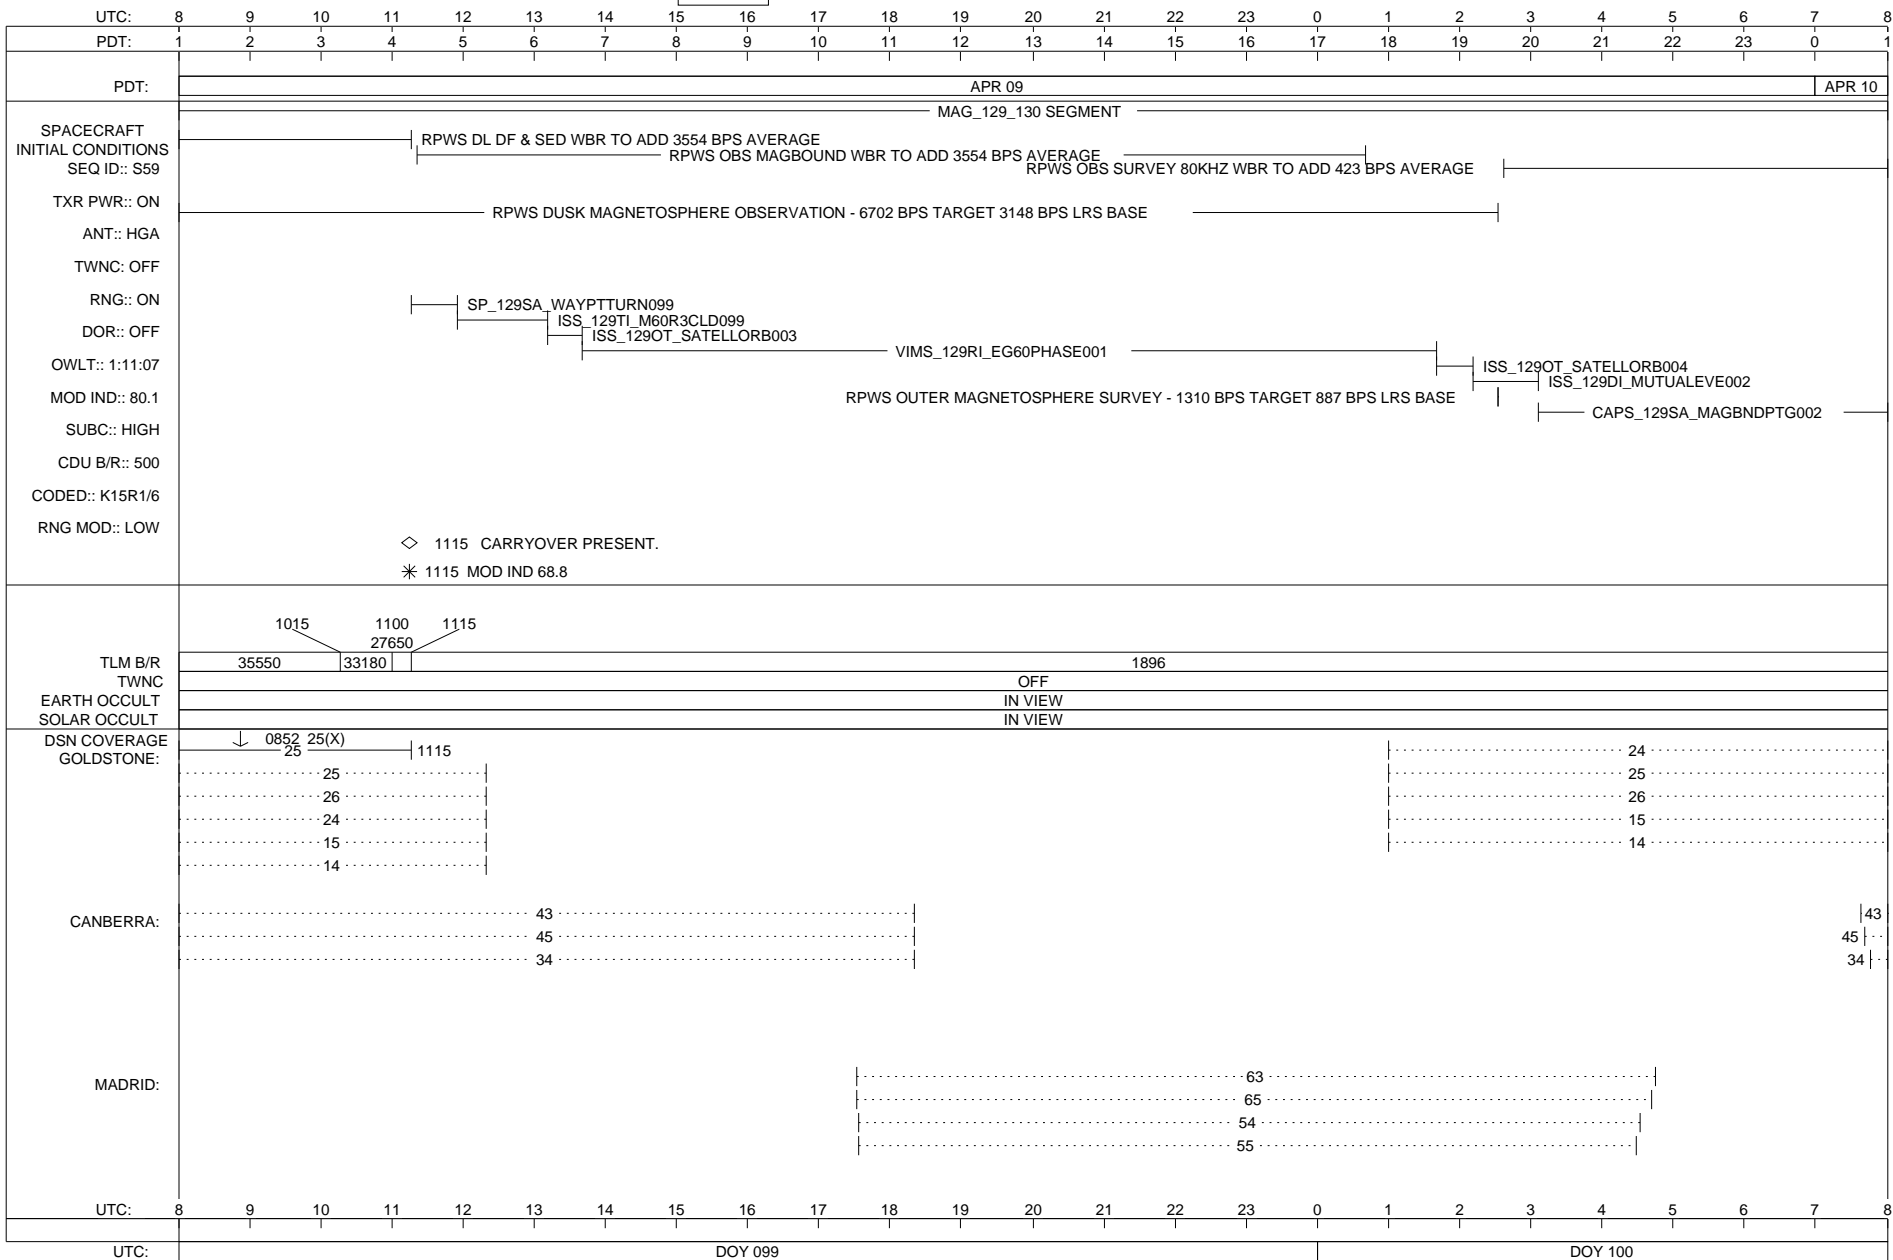 UTC: 8 9 10 11 12 13 14 15 16 17 18 19 20 21 22 23 0 1 2 3 4 5 6 7 8
PDT: 1 2 3 4 5 6 7 8 9 10 11 12 13 14 15 16 17 18 19 20 21 22 23 0 1
PDT: APR 09 APR 10
MAG_129_130 SEGMENT
SPACECRAFT
INITIAL CONDITIONS
RPWS DL DF & SED WBR TO ADD 3554 BPS AVERAGE
RPWS OBS MAGBOUND WBR TO ADD 3554 BPS AVERAGE
SEQ ID:: S59
RPWS OBS SURVEY 80KHZ WBR TO ADD 423 BPS AVERAGE
TXR PWR:: ON
RPWS DUSK MAGNETOSPHERE OBSERVATION - 6702 BPS TARGET 3148 BPS LRS BASE
ANT:: HGA
TWNC: OFF
RNG:: ON
SP_129SA_WAYPTTURN099
ISS_129TI_M60R3CLD099
DOR:: OFF
ISS_129OT_SATELLORB003
VIMS_129RI_EG60PHASE001
OWLT:: 1:11:07
ISS_129OT_SATELLORB004
ISS_129DI_MUTUALEVE002
MOD IND:: 80.1
RPWS OUTER MAGNETOSPHERE SURVEY - 1310 BPS TARGET 887 BPS LRS BASE
CAPS_129SA_MAGBNDPTG002
SUBC:: HIGH
CDU B/R:: 500
CODED:: K15R1/6
RNG MOD:: LOW
1115 CARRYOVER PRESENT.
1115 MOD IND 68.8
1015 1100 1115
27650
TLM B/R 35550 33180 1896
TWNC OFF
EARTH OCCULT IN VIEW
SOLAR OCCULT IN VIEW
DSN COVERAGE 0852 25(X)
GOLDSTONE: 25 1115 24
25 25
26 26
24 15
15 14
14
CANBERRA: 43 43
45 45
34 34
MADRID: 63
65
54
55
UTC: 8 9 10 11 12 13 14 15 16 17 18 19 20 21 22 23 0 1 2 3 4 5 6 7 8
UTC: DOY 099 DOY 100